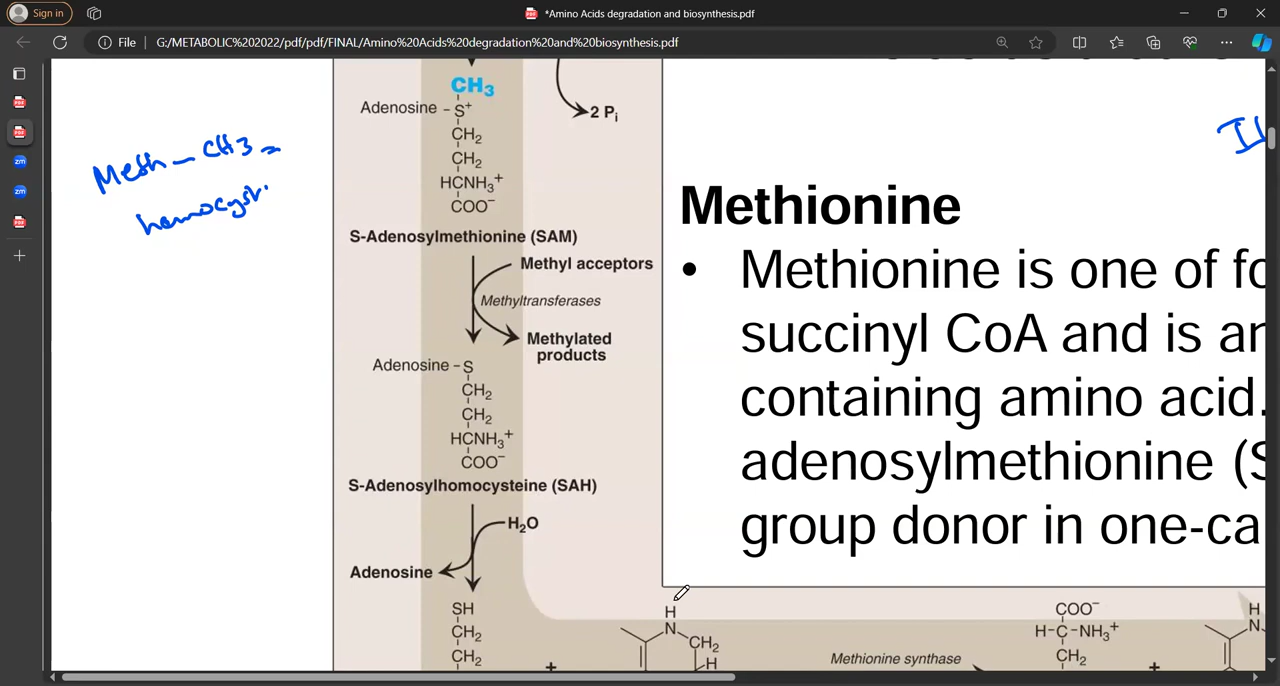 Sign in
*Amino Acids degradation and biosynthesis.pdf
File
G:/METABOLIC%202022/pdf/pdf/FINAL/Amino%20Acids%20degradation%20and%20biosynthesis.pdf
CH3
Adenosine – S+
CH2
CH2
HCNH3+
COO–
2 Pi
Meth – CH3 =
homocyst.
S-Adenosylmethionine (SAM)
Methyl acceptors
Methyltransferases
Methylated
products
Adenosine – S
CH2
CH2
HCNH3+
COO–
S-Adenosylhomocysteine (SAH)
H2O
Adenosine
SH
CH2
CH2
+
Methionine
• Methionine is one of fo
succinyl CoA and is an
containing amino acid.
adenosylmethionine (S
group donor in one-ca
H
N
CH2
H
Methionine synthase
COO–
H–C–NH3+
CH2
+
H
N